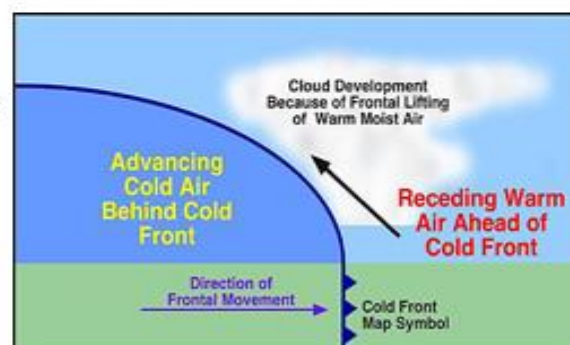 Cloud Development
Because of Frontal Lifting
of Warm Moist Air
Advancing
Cold Air
Behind Cold
Front
Receding Warm
Air Ahead of
Cold Front
Direction of
Frontal Movement
Cold Front
Map Symbol